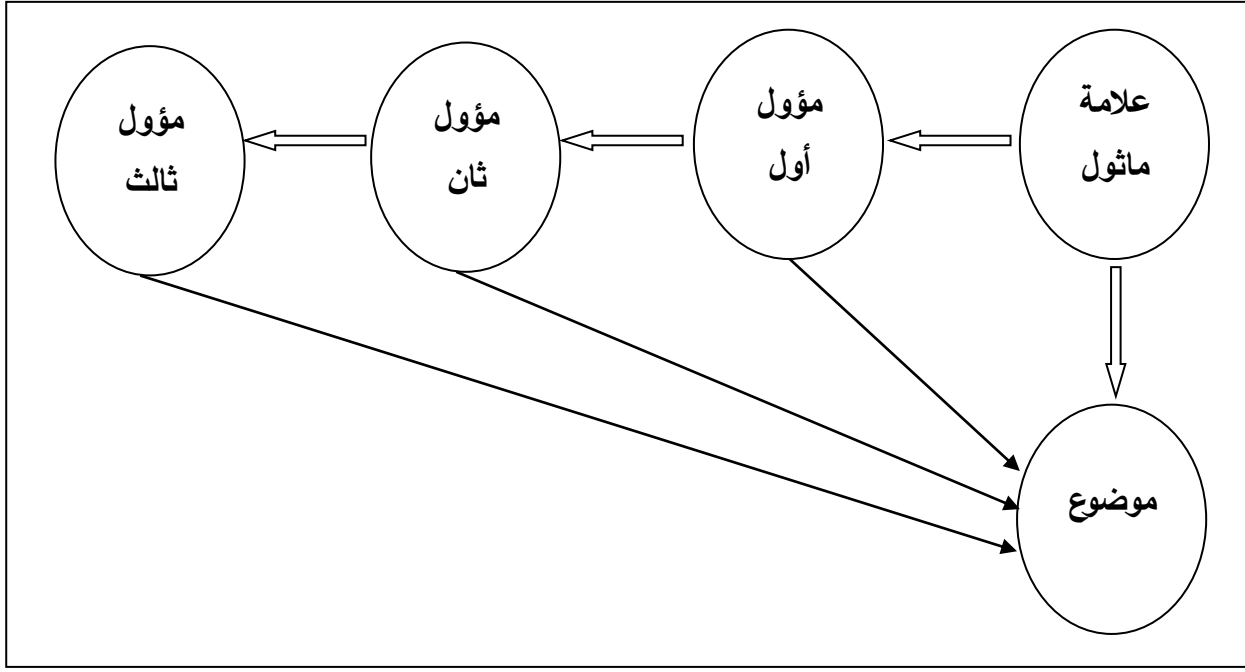 علامة
ماثول
مؤول
أول
مؤول
ثان
مؤول
ثالث
موضوع